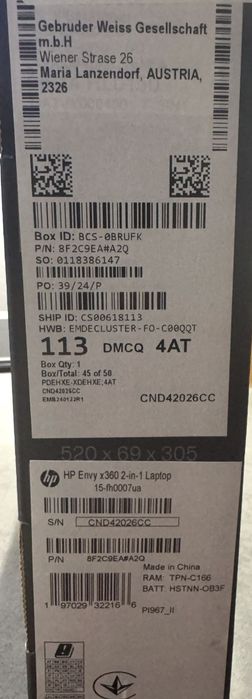 Gebruder Weiss Gesellschaft
m.b.H
Wiener Strase 26
Maria Lanzendorf, AUSTRIA,
2326
Box ID: BCS-0BRUFK
P/N: 8F2C9EA#A2Q
SO: 0118386147
PO: 39/24/P
SHIP ID: CS00618113
HWB: EMDECLUSTER-FO-C00QQT
113 DMCQ 4AT
Box Qty: 1
Box/Total: 45 of 50
PDEHXE-XDEHXE;4AT
CND42026CC
EMB240122R1
CND42026CC
520 x 69 x 305
hp HP Envy x360 2-in-1 Laptop
15-fh0007ua
S/N CND42026CC
P/N 8F2C9EA#A2Q
Made in China
RAM: TPN-C166
BATT: HSTNN-OB3F
1 97029 32216 6
PI967_II